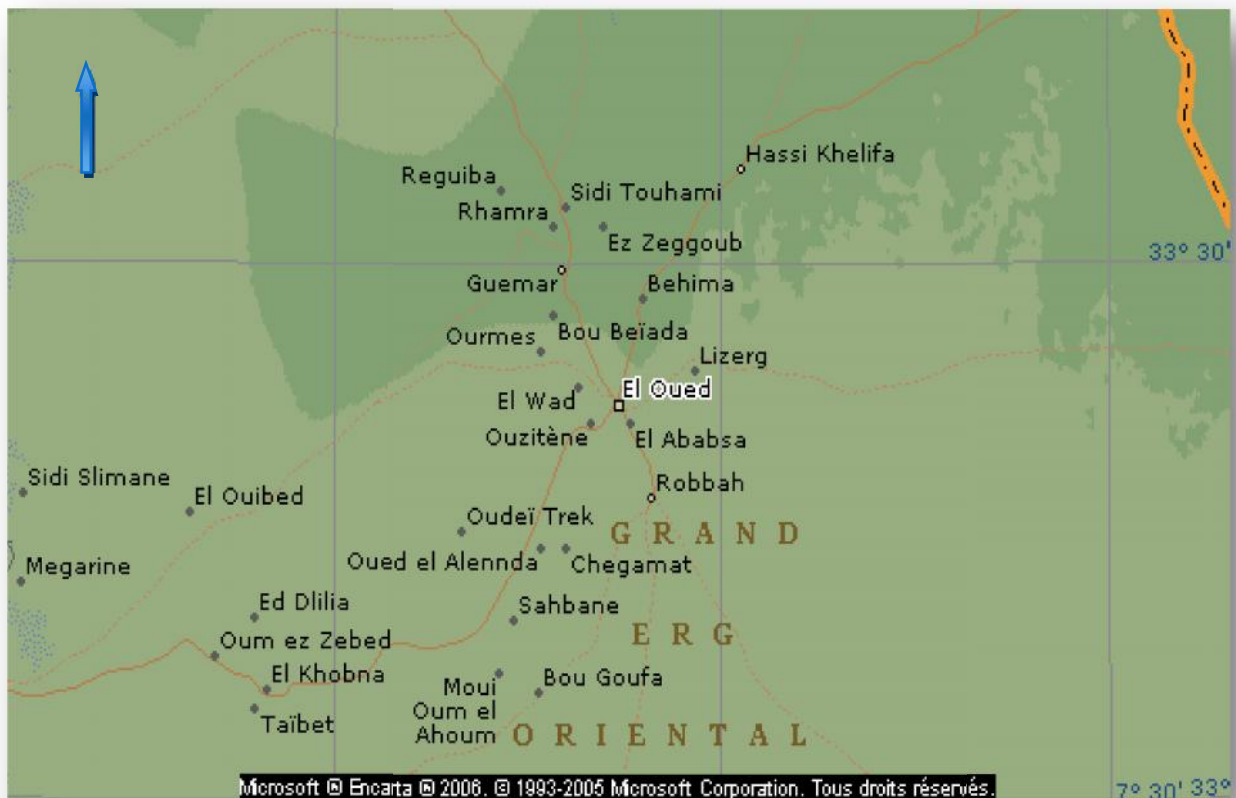 Hassi Khelifa
Reguiba
Sidi Touhami
Rhamra
Ez Zeggoub
33° 30'
Guemar
Behima
Bou Beïada
Ourmes
Lizerg
El Oued
El Wad
Ouzitène
El Ababsa
Sidi Slimane
El Ouibed
Robbah
Oudeï Trek
GRAND
Oued el Alennda
Chegamat
Megarine
Ed Dlilia
Sahbane
ERG
Oum ez Zebed
El Khobna
Moui
Oum el
Ahoum
Bou Goufa
Taïbet
ORIENTAL
Microsoft ® Encarta ® 2006. © 1993-2005 Microsoft Corporation. Tous droits réservés.
7° 30' 33°